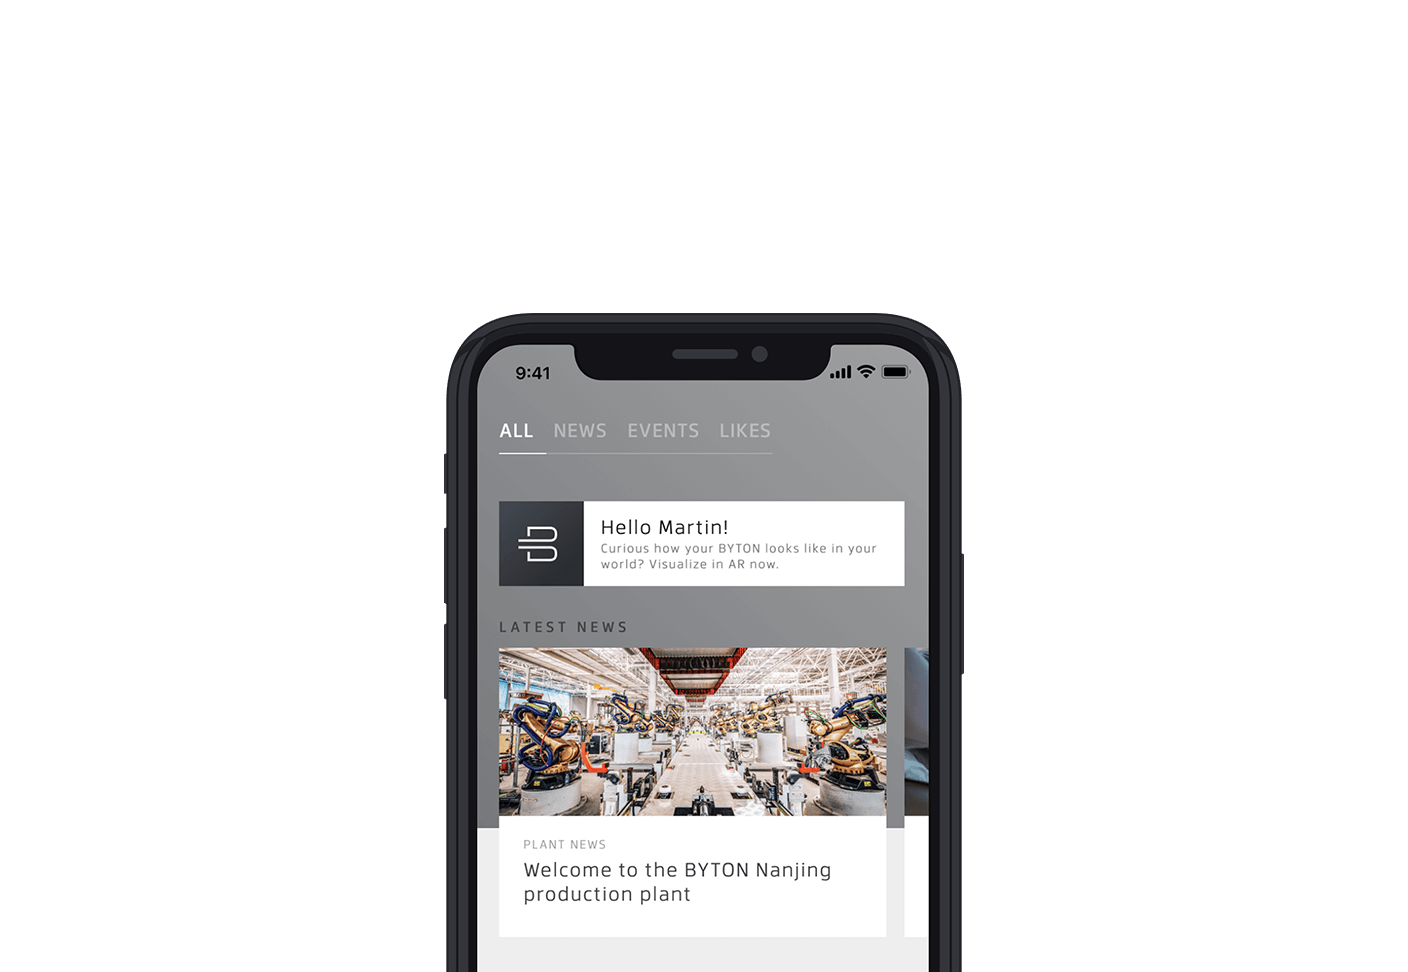 9:41
ALL NEWS EVENTS LIKES
Hello Martin!
Curious how your BYTON looks like in your
world? Visualize in AR now.
LATEST NEWS
PLANT NEWS
Welcome to the BYTON Nanjing
production plant